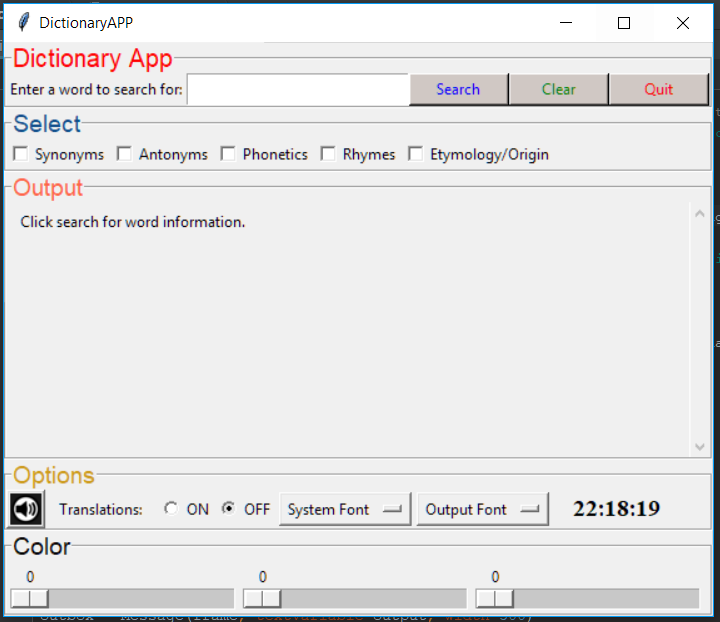 DictionaryAPP
Dictionary App
Enter a word to search for: Search Clear Quit
Select
Synonyms Antonyms Phonetics Rhymes Etymology/Origin
Output
Click search for word information.
Options
Translations: ON OFF System Font Output Font 22:18:19
Color
0 0 0